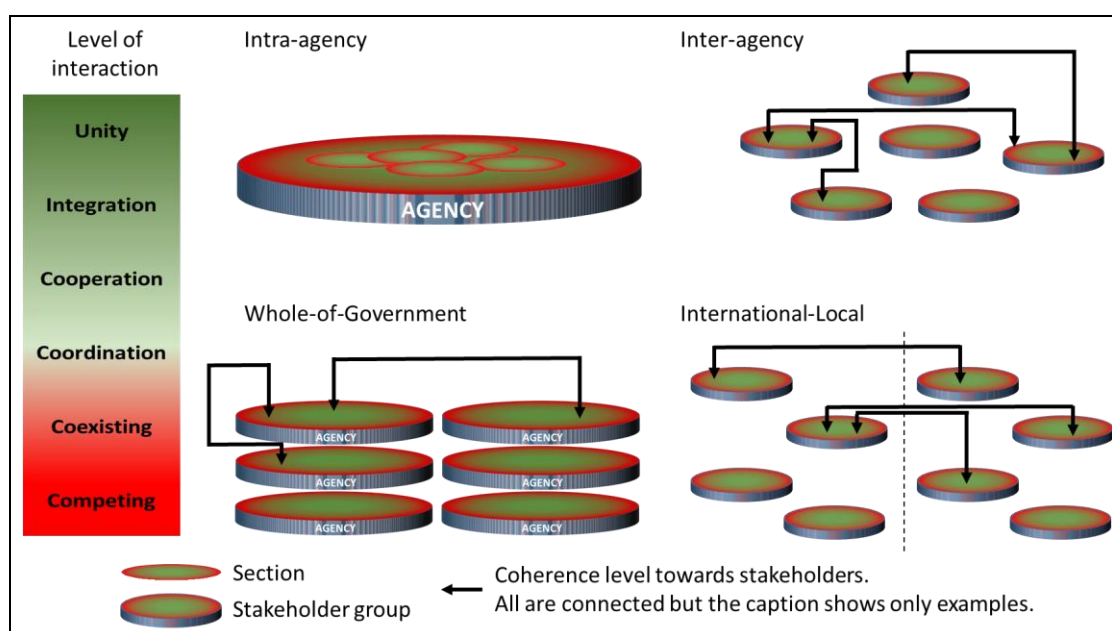 Level of
interaction
Unity
Integration
Cooperation
Coordination
Coexisting
Competing
Intra-agency
AGENCY
Inter-agency
Whole-of-Government
AGENCY
AGENCY
AGENCY
AGENCY
AGENCY
AGENCY
International-Local
Section
Stakeholder group
Coherence level towards stakeholders.
All are connected but the caption shows only examples.